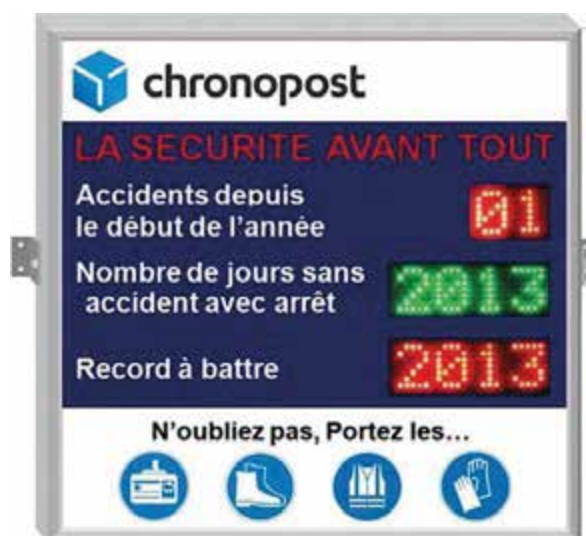 chronopost
LA SECURITE AVANT TOUT
Accidents depuis
le début de l'année
01
Nombre de jours sans
accident avec arrêt
2013
Record à battre
2013
N'oubliez pas, Portez les...